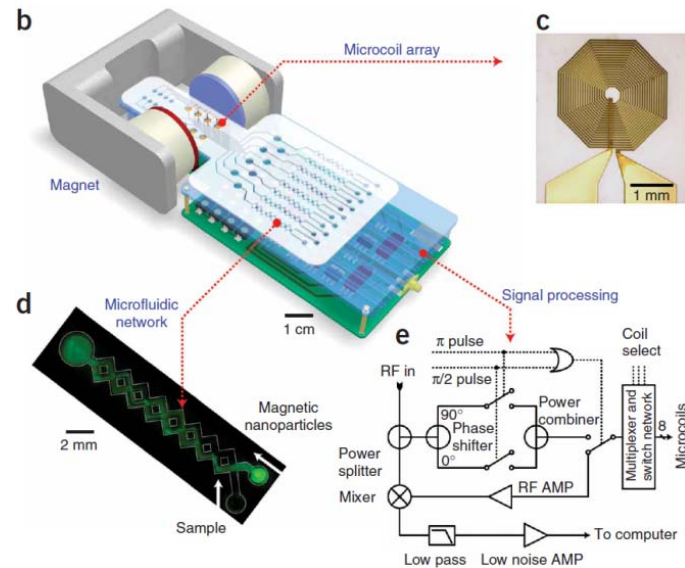 b
Microcoil array
c
Magnet
1 mm
d
Microfluidic
network
Signal processing
1 cm
e
π pulse
Coil
select
RF in
π/2 pulse
Magnetic
nanoparticles
2 mm
90°
Phase
shifter
0°
Power
combiner
Multiplexer and
switch network
8
Microcoils
Power
splitter
Mixer
RF AMP
Sample
To computer
Low pass
Low noise AMP